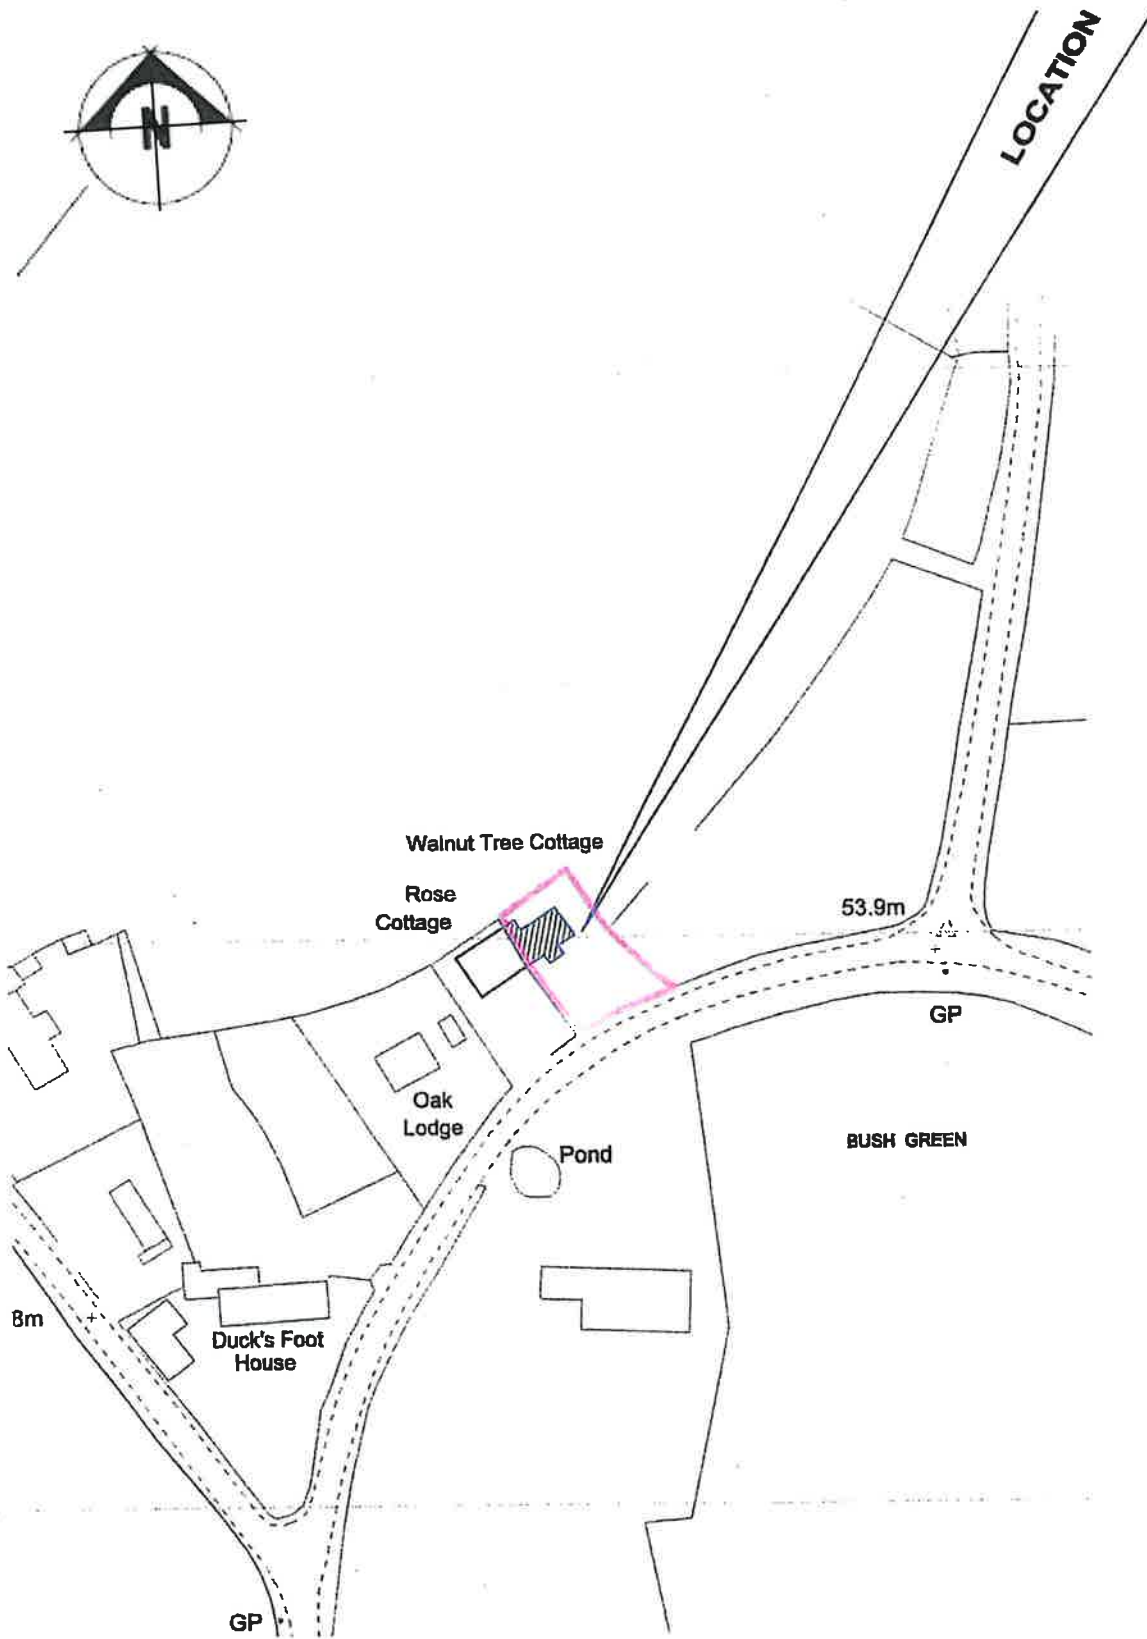 N
LOCATION
Walnut Tree Cottage
Rose
Cottage
53.9m
GP
Oak
Lodge
BUSH GREEN
Pond
8m
Duck's Foot
House
GP